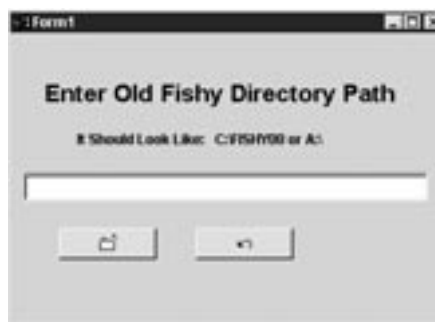 Form1
Enter Old Fishy Directory Path
It Should Look Like: C:\FISHY00 or A:\